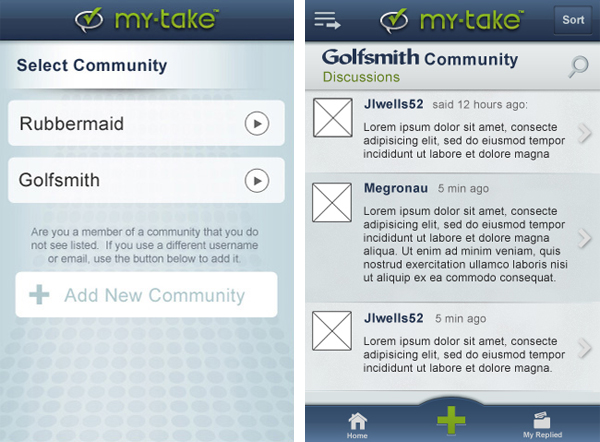 my·take™
Select Community
Rubbermaid
Golfsmith
Are you a member of a community that you do
not see listed.  If you use a different username
or email, use the button below to add it.
Add New Community
my·take™
Sort
Golfsmith Community
Discussions
Jlwells52 said 12 hours ago:
Lorem ipsum dolor sit amet, consecte
adipisicing elit, sed do eiusmod tempor
incididunt ut labore et dolore magna
Megronau 5 min ago
Lorem ipsum dolor sit amet, consecte
adipisicing elit, sed do eiusmod tempor
incididunt ut labore et dolore magna
aliqua. Ut enim ad minim veniam, quis
nostrud exercitation ullamco laboris nisi
ut aliquip ex ea commodo consequat.
Jlwells52 5 min ago
Lorem ipsum dolor sit amet, consecte
adipisicing elit, sed do eiusmod tempor
incididunt ut labore et dolore magna.
Home
My Replied